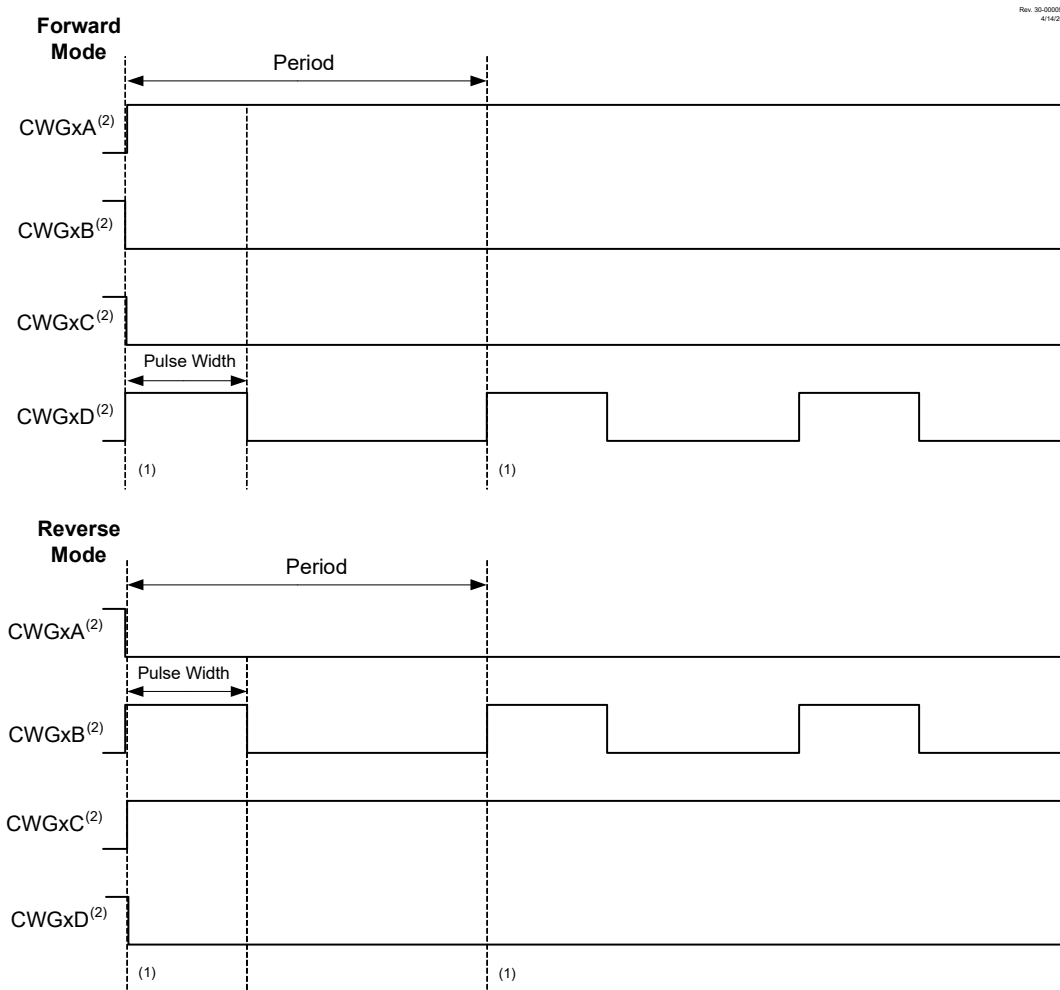 Forward
Mode
Period
CWGxA(2)
CWGxB(2)
CWGxC(2)
Pulse Width
CWGxD(2)
(1)
(1)
Reverse
Mode
Period
CWGxA(2)
Pulse Width
CWGxB(2)
CWGxC(2)
CWGxD(2)
(1)
(1)
Rev.